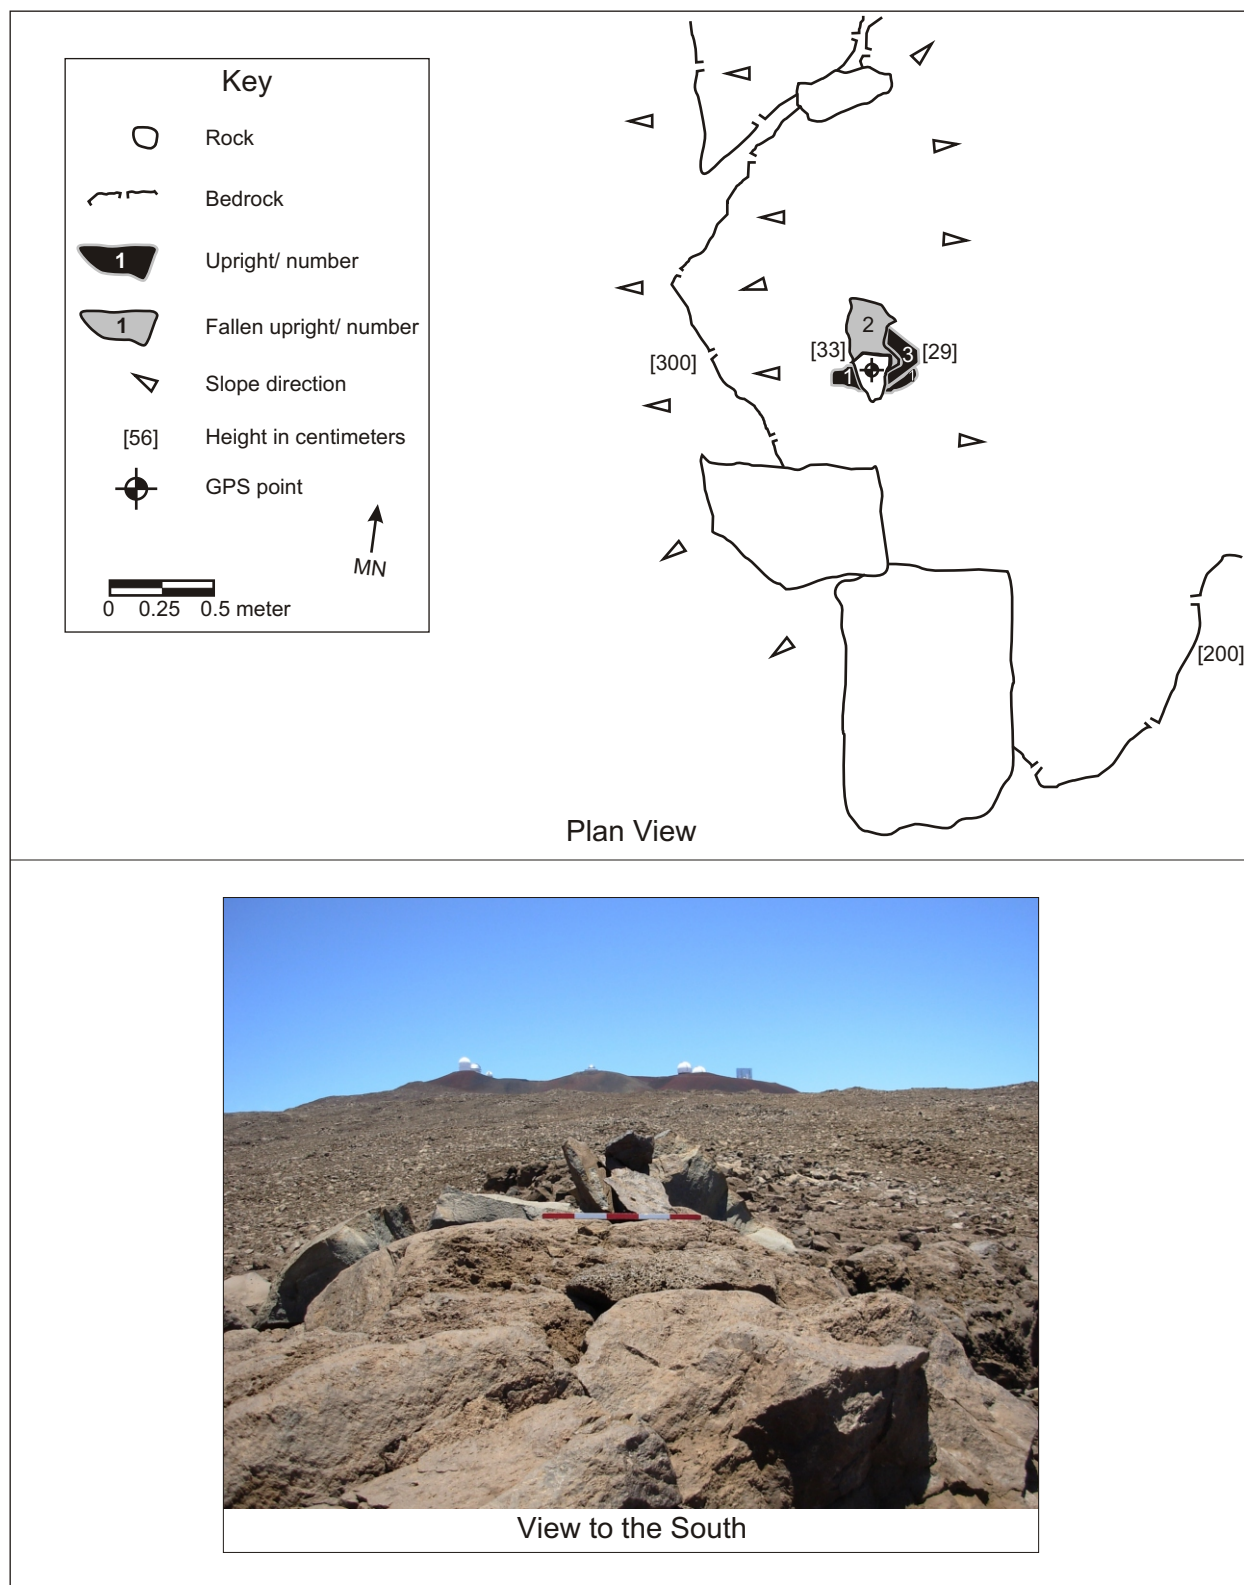 Key
Rock
Bedrock
1 Upright/ number
1 Fallen upright/ number
Slope direction
[56] Height in centimeters
GPS point
MN
0 0.25 0.5 meter
2
[33] 3 [29]
1 1
[300]
[200]
Plan View
View to the South